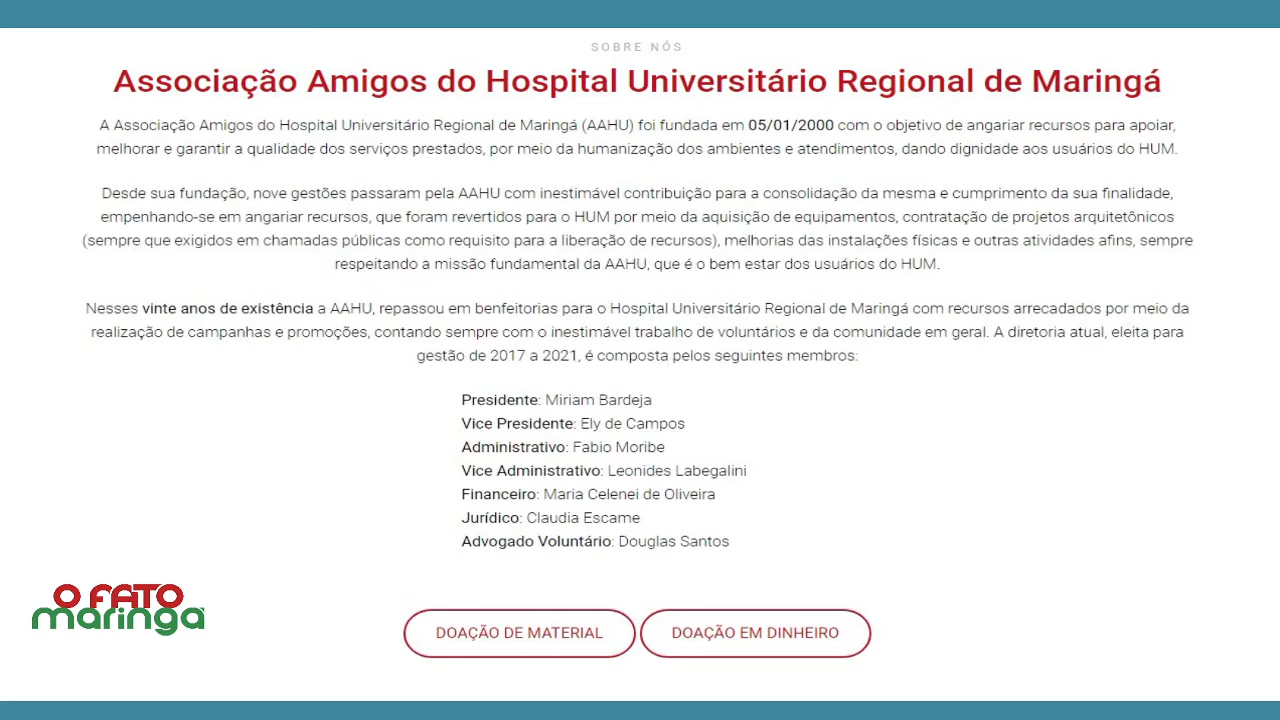 SOBRE NÓS
Associação Amigos do Hospital Universitário Regional de Maringá
A Associação Amigos do Hospital Universitário Regional de Maringá (AAHU) foi fundada em 05/01/2000 com o objetivo de angariar recursos para apoiar,
melhorar e garantir a qualidade dos serviços prestados, por meio da humanização dos ambientes e atendimentos, dando dignidade aos usuários do HUM.
Desde sua fundação, nove gestões passaram pela AAHU com inestimável contribuição para a consolidação da mesma e cumprimento da sua finalidade,
empenhando-se em angariar recursos, que foram revertidos para o HUM por meio da aquisição de equipamentos, contratação de projetos arquitetônicos
(sempre que exigidos em chamadas públicas como requisito para a liberação de recursos), melhorias das instalações físicas e outras atividades afins, sempre
respeitando a missão fundamental da AAHU, que é o bem estar dos usuários do HUM.
Nesses vinte anos de existência a AAHU, repassou em benfeitorias para o Hospital Universitário Regional de Maringá com recursos arrecadados por meio da
realização de campanhas e promoções, contando sempre com o inestimável trabalho de voluntários e da comunidade em geral. A diretoria atual, eleita para
gestão de 2017 a 2021, é composta pelos seguintes membros:
Presidente: Miriam Bardeja
Vice Presidente: Ely de Campos
Administrativo: Fabio Moribe
Vice Administrativo: Leonides Labegalini
Financeiro: Maria Celenei de Oliveira
Jurídico: Claudia Escame
Advogado Voluntário: Douglas Santos
O FATO
maringá
DOAÇÃO DE MATERIAL DOAÇÃO EM DINHEIRO